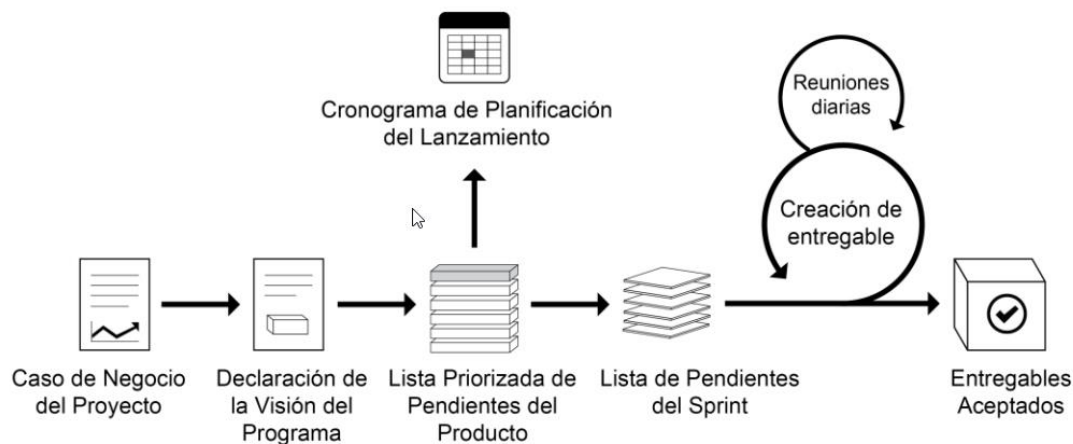 Cronograma de Planificación
del Lanzamiento
Reuniones
diarias
Creación de
entregable
Caso de Negocio
del Proyecto
Declaración de
la Visión del
Programa
Lista Priorizada de
Pendientes del
Producto
Lista de Pendientes
del Sprint
Entregables
Aceptados